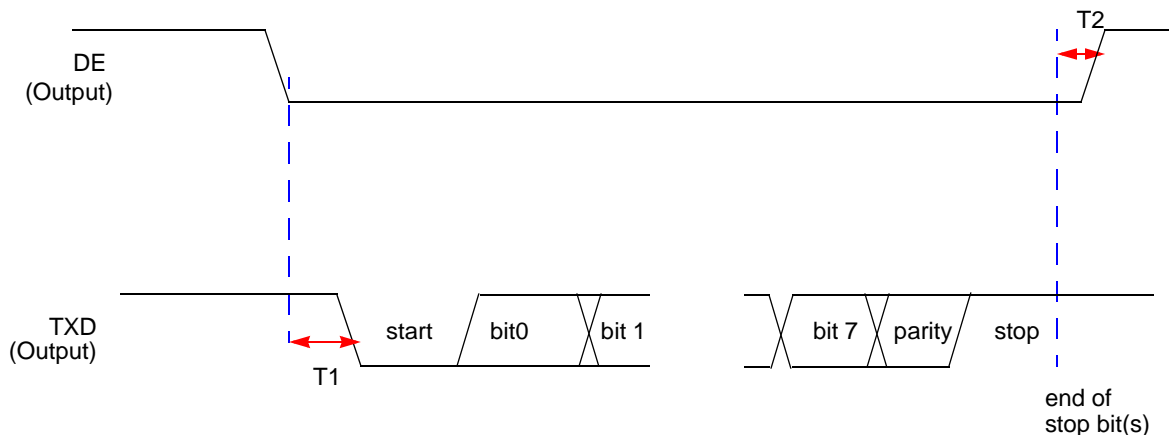 T2
DE
(Output)
TXD
(Output)
start
bit0
bit 1
bit 7
parity
stop
T1
end of
stop bit(s)